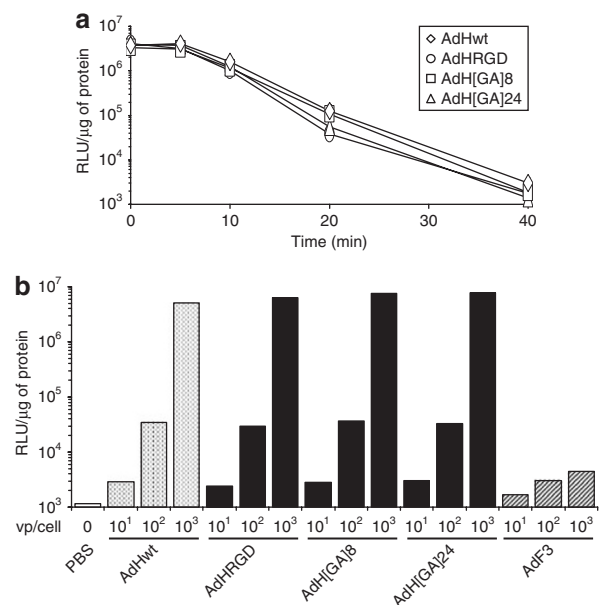 a
10⁷
10⁶
10⁵
10⁴
10³
RLU/μg of protein
0 10 20 30 40
Time (min)
AdHwt
AdHRGD
AdH[GA]8
AdH[GA]24
b
10⁷
10⁶
10⁵
10⁴
10³
RLU/μg of protein
vp/cell 0 10¹ 10² 10³ 10¹ 10² 10³ 10¹ 10² 10³ 10¹ 10² 10³ 10¹ 10² 10³
PBS AdHwt AdHRGD AdH[GA]8 AdH[GA]24 AdF3